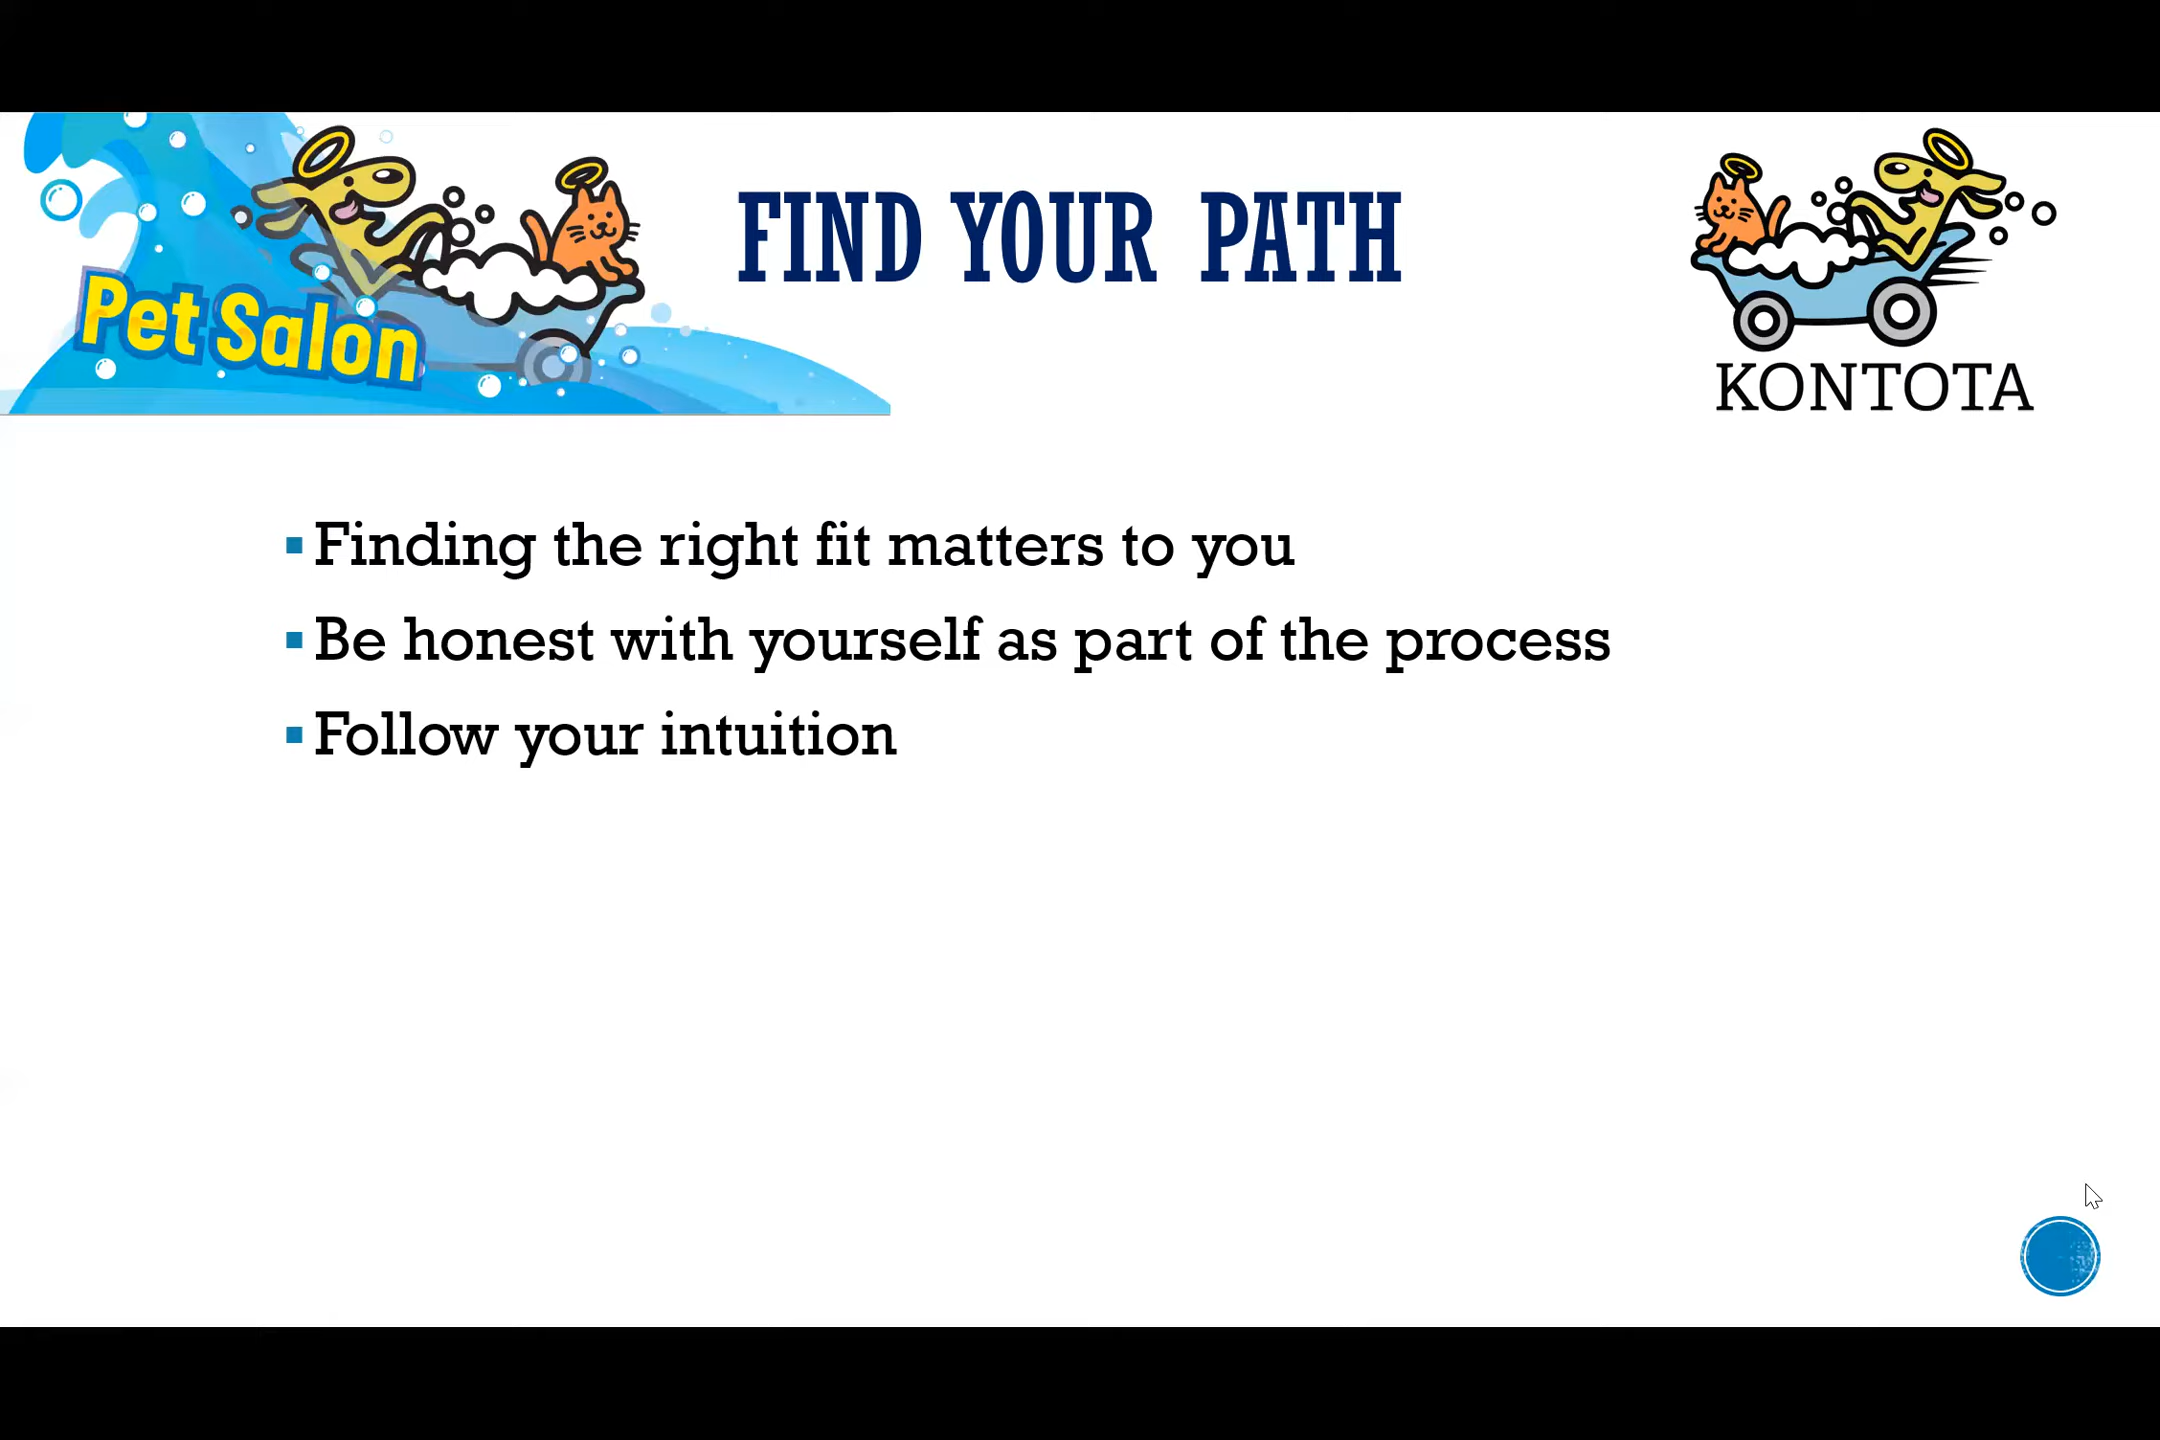 Pet Salon
FIND YOUR PATH
KONTOTA
Finding the right fit matters to you
Be honest with yourself as part of the process
Follow your intuition